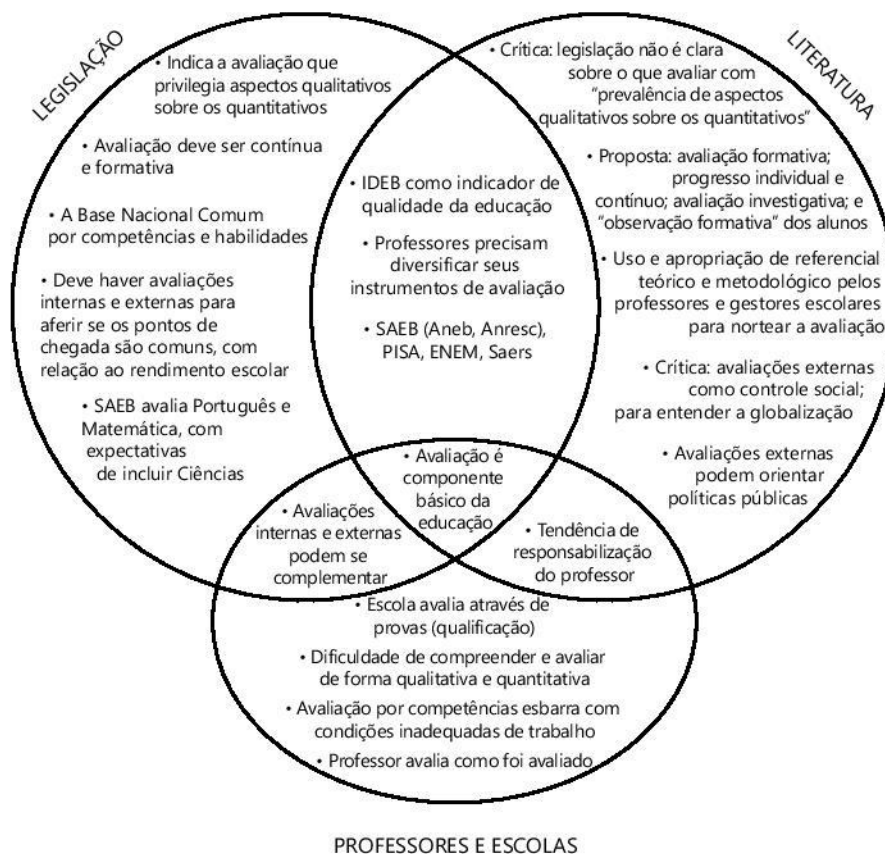 LEGISLAÇÃO
• Indica a avaliação que
privilegia aspectos qualitativos
sobre os quantitativos
• Avaliação deve ser contínua
e formativa
• A Base Nacional Comum
por competências e habilidades
• Deve haver avaliações
internas e externas para
aferir se os pontos de
chegada são comuns, com
relação ao rendimento escolar
• SAEB avalia Português e
Matemática, com
expectativas
de incluir Ciências
• IDEB como indicador de
qualidade da educação
• Professores precisam
diversificar seus
instrumentos de avaliação
• SAEB (Aneb, Anresc),
PISA, ENEM, Saers
LITERATURA
• Crítica: legislação não é clara
sobre o que avaliar com
“prevalência de aspectos
qualitativos sobre os quantitativos”
• Proposta: avaliação formativa;
progresso individual e
contínuo; avaliação investigativa; e
“observação formativa” dos alunos
• Uso e apropriação de referencial
teórico e metodológico pelos
professores e gestores escolares
para nortear a avaliação
• Crítica: avaliações externas
como controle social;
para entender a globalização
• Avaliações externas
podem orientar
políticas públicas
• Avaliação é
componente
básico da
educação
• Avaliações
internas e externas
podem se
complementar
• Tendência de
responsabilização
do professor
• Escola avalia através de
provas (qualificação)
• Dificuldade de compreender e avaliar
de forma qualitativa e quantitativa
• Avaliação por competências esbarra com
condições inadequadas de trabalho
• Professor avalia como foi avaliado
PROFESSORES E ESCOLAS